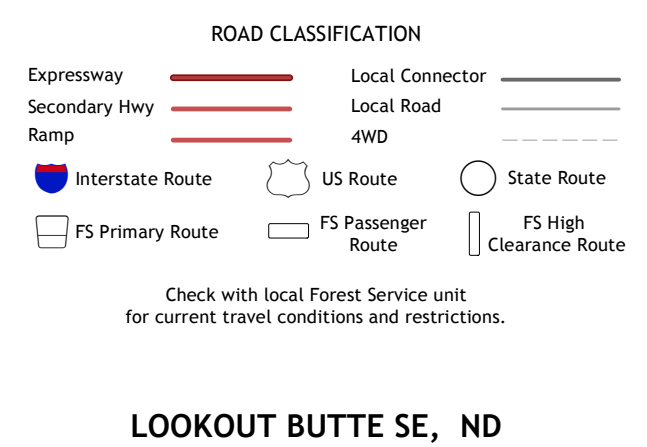 ROAD CLASSIFICATION
Expressway
Local Connector
Secondary Hwy
Local Road
Ramp
4WD
Interstate Route
US Route
State Route
FS Primary Route
FS Passenger
Route
FS High
Clearance Route
Check with local Forest Service unit
for current travel conditions and restrictions.
LOOKOUT BUTTE SE, ND